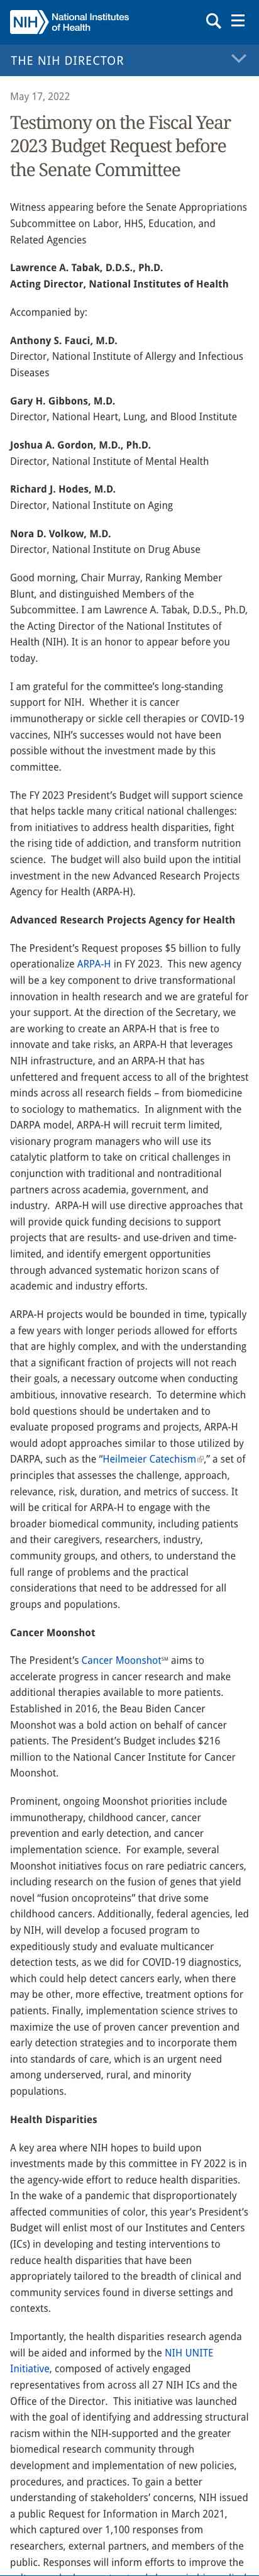 NIH National Institutes
of Health
THE NIH DIRECTOR
May 17, 2022
Testimony on the Fiscal Year
2023 Budget Request before
the Senate Committee
Witness appearing before the Senate Appropriations
Subcommittee on Labor, HHS, Education, and
Related Agencies
Lawrence A. Tabak, D.D.S., Ph.D.
Acting Director, National Institutes of Health
Accompanied by:
Anthony S. Fauci, M.D.
Director, National Institute of Allergy and Infectious
Diseases
Gary H. Gibbons, M.D.
Director, National Heart, Lung, and Blood Institute
Joshua A. Gordon, M.D., Ph.D.
Director, National Institute of Mental Health
Richard J. Hodes, M.D.
Director, National Institute on Aging
Nora D. Volkow, M.D.
Director, National Institute on Drug Abuse
Good morning, Chair Murray, Ranking Member
Blunt, and distinguished Members of the
Subcommittee. I am Lawrence A. Tabak, D.D.S., Ph.D,
the Acting Director of the National Institutes of
Health (NIH). It is an honor to appear before you
today.
I am grateful for the committee's long-standing
support for NIH.  Whether it is cancer
immunotherapy or sickle cell therapies or COVID-19
vaccines, NIH's successes would not have been
possible without the investment made by this
committee.
The FY 2023 President's Budget will support science
that helps tackle many critical national challenges:
from initiatives to address health disparities, fight
the rising tide of addiction, and transform nutrition
science.  The budget will also build upon the intitial
investment in the new Advanced Research Projects
Agency for Health (ARPA-H).
Advanced Research Projects Agency for Health
The President's Request proposes $5 billion to fully
operationalize ARPA-H in FY 2023.  This new agency
will be a key component to drive transformational
innovation in health research and we are grateful for
your support. At the direction of the Secretary, we
are working to create an ARPA-H that is free to
innovate and take risks, an ARPA-H that leverages
NIH infrastructure, and an ARPA-H that has
unfettered and frequent access to all of the brightest
minds across all research fields – from biomedicine
to sociology to mathematics.  In alignment with the
DARPA model, ARPA-H will recruit term limited,
visionary program managers who will use its
catalytic platform to take on critical challenges in
conjunction with traditional and nontraditional
partners across academia, government, and
industry.  ARPA-H will use directive approaches that
will provide quick funding decisions to support
projects that are results- and use-driven and time-
limited, and identify emergent opportunities
through advanced systematic horizon scans of
academic and industry efforts.
ARPA-H projects would be bounded in time, typically
a few years with longer periods allowed for efforts
that are highly complex, and with the understanding
that a significant fraction of projects will not reach
their goals, a necessary outcome when conducting
ambitious, innovative research.  To determine which
bold questions should be undertaken and to
evaluate proposed programs and projects, ARPA-H
would adopt approaches similar to those utilized by
DARPA, such as the “Heilmeier Catechism,” a set of
principles that assesses the challenge, approach,
relevance, risk, duration, and metrics of success. It
will be critical for ARPA-H to engage with the
broader biomedical community, including patients
and their caregivers, researchers, industry,
community groups, and others, to understand the
full range of problems and the practical
considerations that need to be addressed for all
groups and populations.
Cancer Moonshot
The President's Cancer Moonshot℠ aims to
accelerate progress in cancer research and make
additional therapies available to more patients.
Established in 2016, the Beau Biden Cancer
Moonshot was a bold action on behalf of cancer
patients. The President's Budget includes $216
million to the National Cancer Institute for Cancer
Moonshot.
Prominent, ongoing Moonshot priorities include
immunotherapy, childhood cancer, cancer
prevention and early detection, and cancer
implementation science.  For example, several
Moonshot initiatives focus on rare pediatric cancers,
including research on the fusion of genes that yield
novel “fusion oncoproteins” that drive some
childhood cancers. Additionally, federal agencies, led
by NIH, will develop a focused program to
expeditiously study and evaluate multicancer
detection tests, as we did for COVID-19 diagnostics,
which could help detect cancers early, when there
may be other, more effective, treatment options for
patients. Finally, implementation science strives to
maximize the use of proven cancer prevention and
early detection strategies and to incorporate them
into standards of care, which is an urgent need
among underserved, rural, and minority
populations.
Health Disparities
A key area where NIH hopes to build upon
investments made by this committee in FY 2022 is in
the agency-wide effort to reduce health disparities.
In the wake of a pandemic that disproportionately
affected communities of color, this year's President's
Budget will enlist most of our Institutes and Centers
(ICs) in developing and testing interventions to
reduce health disparities that have been
appropriately tailored to the breadth of clinical and
community services found in diverse settings and
contexts.
Importantly, the health disparities research agenda
will be aided and informed by the NIH UNITE
Initiative, composed of actively engaged
representatives from across all 27 NIH ICs and the
Office of the Director.  This initiative was launched
with the goal of identifying and addressing structural
racism within the NIH-supported and the greater
biomedical research community through
development and implementation of new policies,
procedures, and practices. To gain a better
understanding of stakeholders' concerns, NIH issued
a public Request for Information in March 2021,
which captured over 1,100 responses from
researchers, external partners, and members of the
public. Responses will inform efforts to improve the